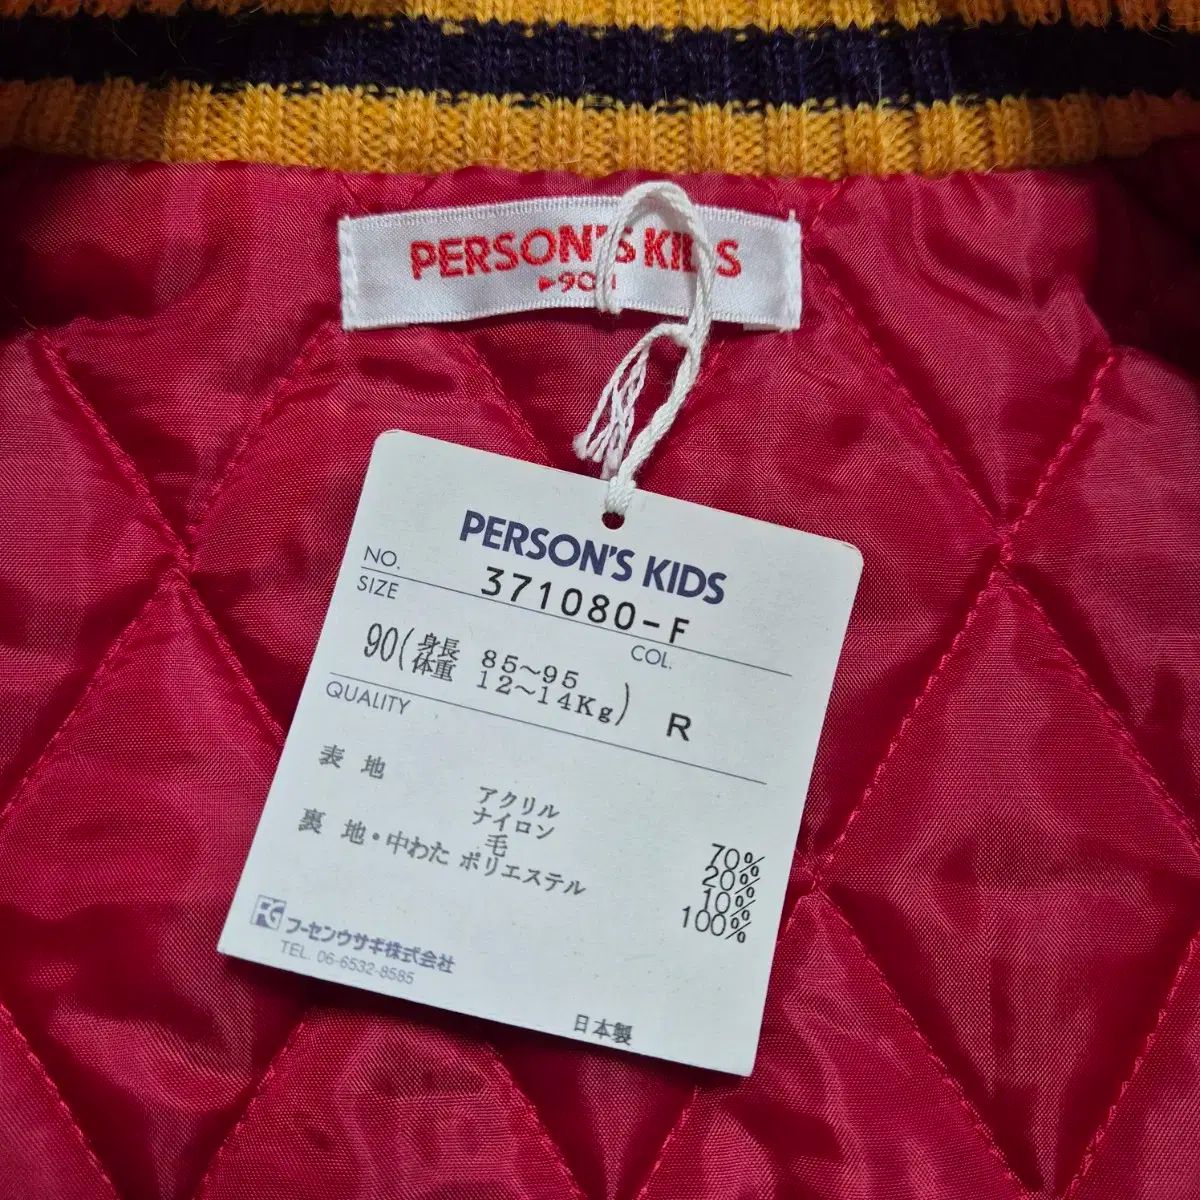 PERSON'S KIDS
PERSON'S KIDS
NO. 371080-F
SIZE COL.
90(身長 85～95
体重 12～14Kg) R
QUALITY
表 地 アクリル 70%
ナイロン 20%
毛 10%
裏 地・中わた ポリエステル 100%
フーセンウサギ株式会社
TEL. 06-6532-8585
日本製